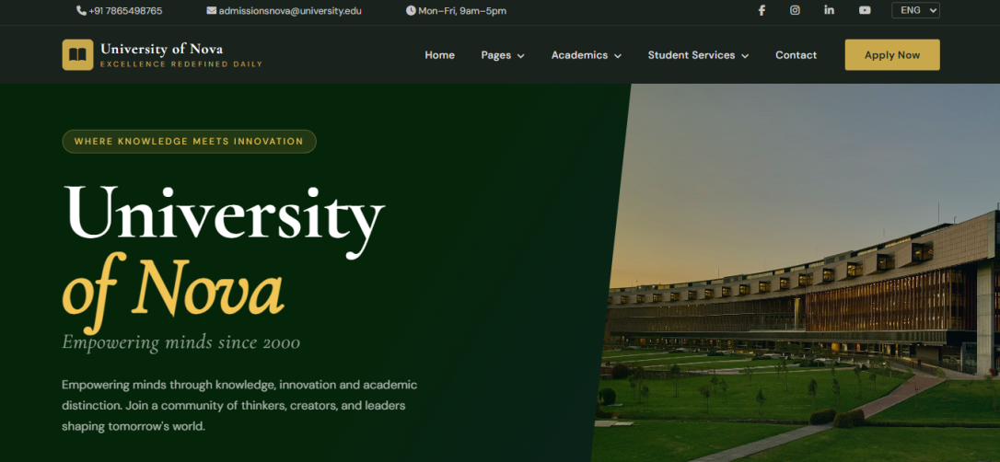 +91 7865498765
admissionsnova@university.edu
Mon–Fri, 9am–5pm
ENG
University of Nova
EXCELLENCE REDEFINED DAILY
Home
Pages
Academics
Student Services
Contact
Apply Now
WHERE KNOWLEDGE MEETS INNOVATION
University
of Nova
Empowering minds since 2000
Empowering minds through knowledge, innovation and academic
distinction. Join a community of thinkers, creators, and leaders
shaping tomorrow's world.